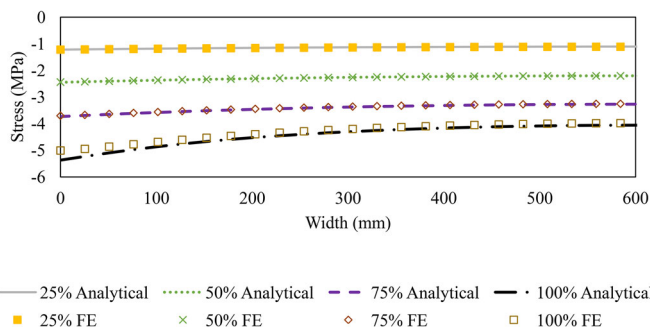 0
-1
-2
-3
-4
-5
-6
Stress (MPa)
0 100 200 300 400 500 600
Width (mm)
25% Analytical 50% Analytical 75% Analytical 100% Analytical
25% FE 50% FE 75% FE 100% FE